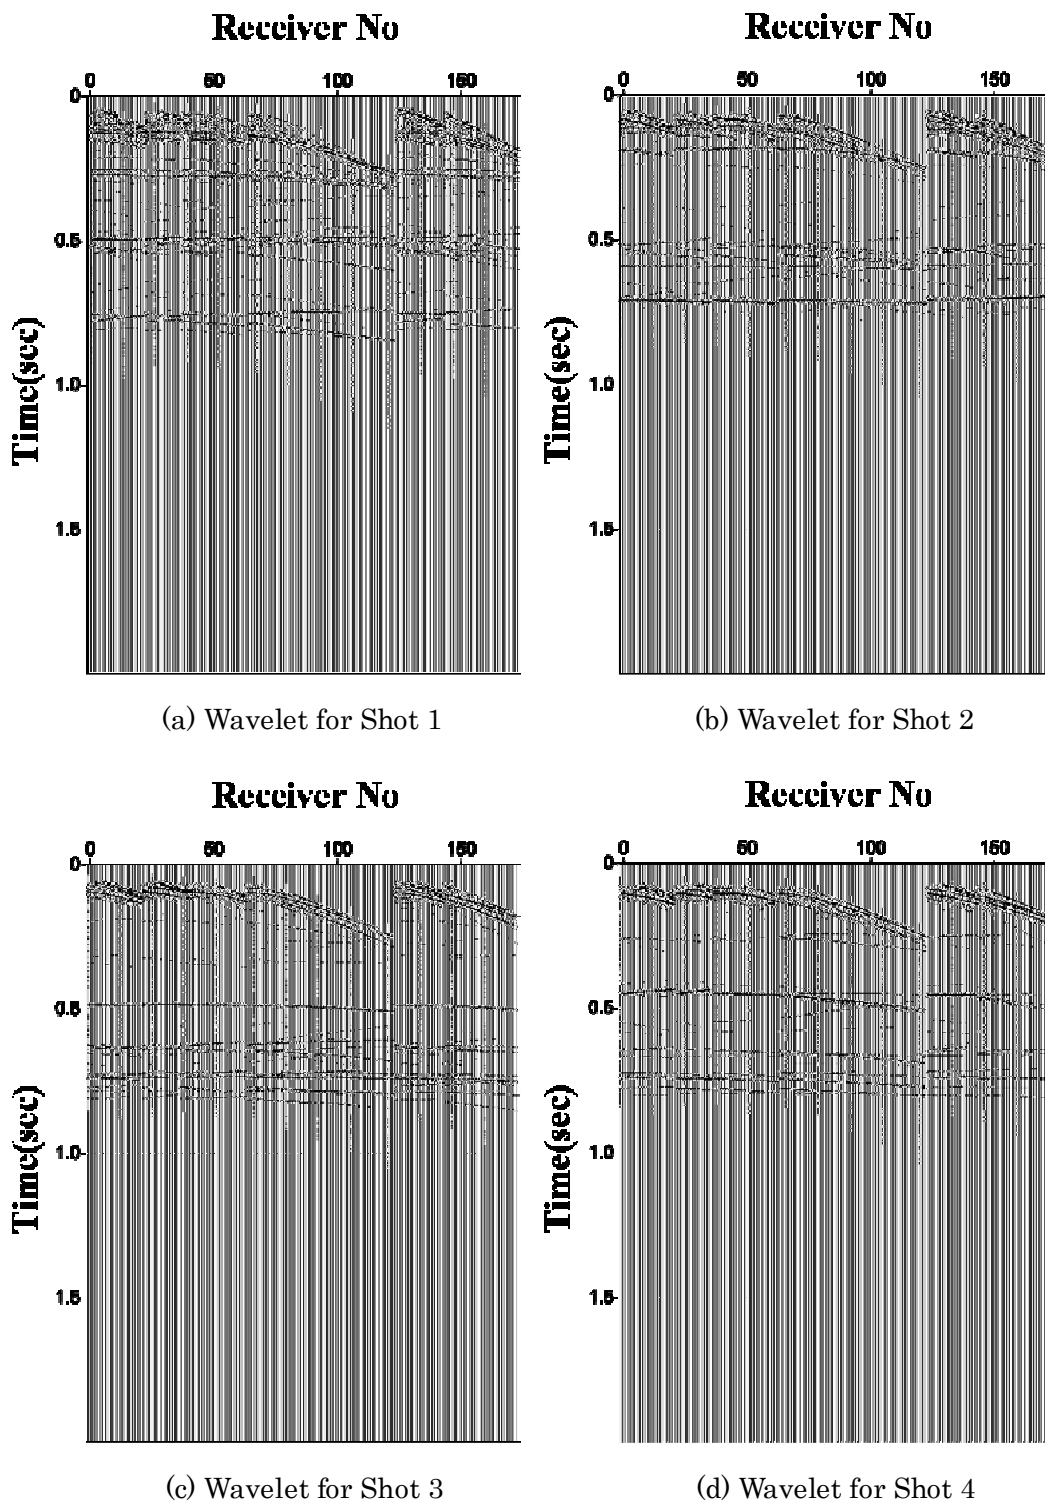 Receiver No
0 50 100 150
0
0.5
1.0
1.5
Time(sec)
(a) Wavelet for Shot 1
Receiver No
0 50 100 150
0
0.5
1.0
1.5
Time(sec)
(b) Wavelet for Shot 2
Receiver No
0 50 100 150
0
0.5
1.0
1.5
Time(sec)
(c) Wavelet for Shot 3
Receiver No
0 50 100 150
0
0.5
1.0
1.5
Time(sec)
(d) Wavelet for Shot 4